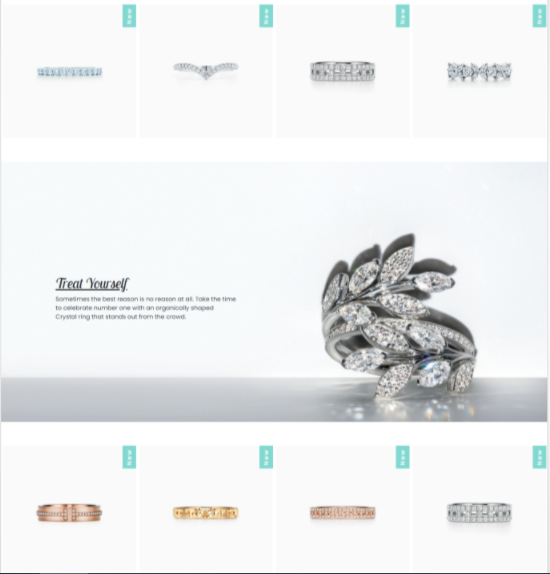 New
New
New
New
Treat Yourself
Sometimes the best reason is no reason at all. Take the time
to celebrate number one with an organically shaped
Crystal ring that stands out from the crowd.
New
New
New
New